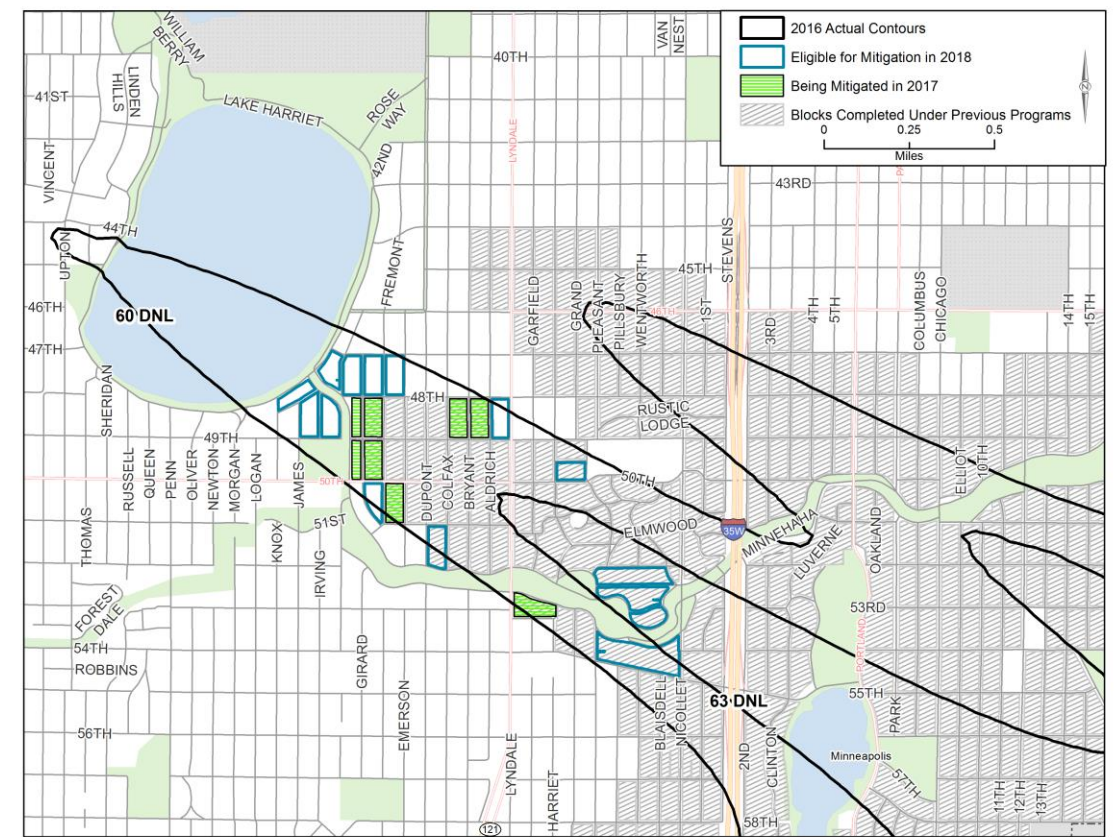 2016 Actual Contours
Eligible for Mitigation in 2018
Being Mitigated in 2017
Blocks Completed Under Previous Programs
0 0.25 0.5
Miles
N
WILLIAM
BERRY
VAN
NEST
40TH
41ST
LINDEN
HILLS
LAKE HARRIET
ROSE
WAY
42ND
LYNDALE
VINCENT
43RD
44TH
UPTON
FREMONT
STEVENS
45TH
46TH
60 DNL
GARFIELD
GRAND
PLEASANT
PILLSBURY
WENTWORTH
46TH
1ST
3RD
4TH
5TH
COLUMBUS
CHICAGO
14TH
15TH
47TH
SHERIDAN
48TH
RUSTIC
LODGE
49TH
RUSSELL
QUEEN
PENN
OLIVER
NEWTON
MORGAN
LOGAN
JAMES
50TH
DUPONT
COLFAX
BRYANT
ALDRICH
50TH
ELLIOT
10TH
THOMAS
KNOX
51ST
IRVING
ELMWOOD
35W
MINNEHAHA
LUVERNE
OAKLAND
FOREST
DALE
53RD
54TH
ROBBINS
GIRARD
PORTLAND
EMERSON
BLAISDELL
NICOLLET
63 DNL
55TH
PARK
56TH
LYNDALE
HARRIET
2ND
CLINTON
Minneapolis
57TH
11TH
12TH
13TH
121
58TH